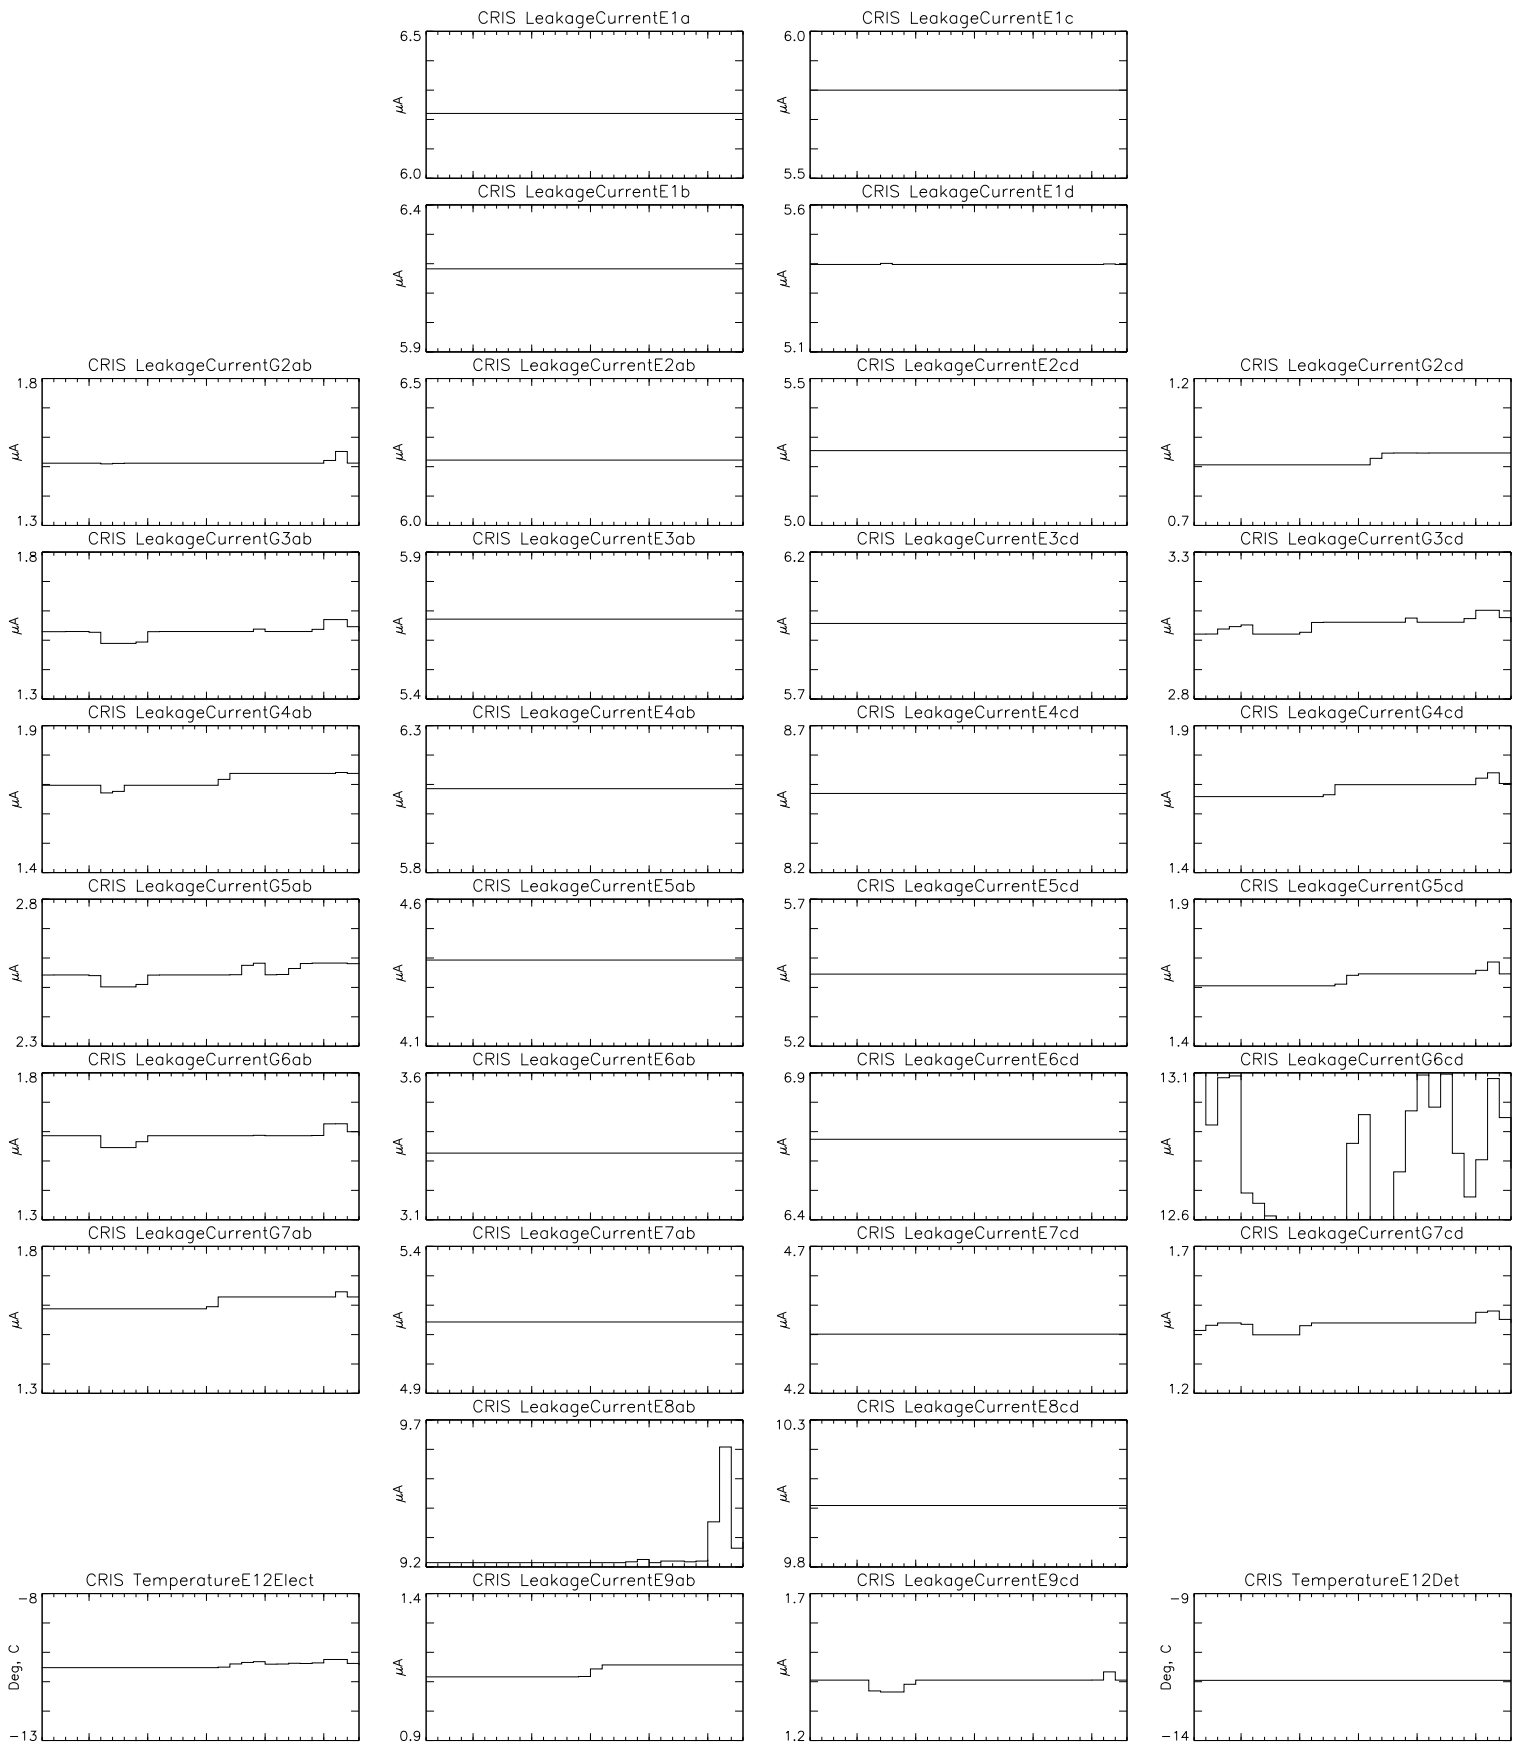 CRIS LeakageCurrentE1a
6.5
μA
6.0
CRIS LeakageCurrentE1c
6.0
μA
5.5
CRIS LeakageCurrentE1b
6.4
μA
5.9
CRIS LeakageCurrentE1d
5.6
μA
5.1
CRIS LeakageCurrentG2ab
1.8
μA
1.3
CRIS LeakageCurrentE2ab
6.5
μA
6.0
CRIS LeakageCurrentE2cd
5.5
μA
5.0
CRIS LeakageCurrentG2cd
1.2
μA
0.7
CRIS LeakageCurrentG3ab
1.8
μA
1.3
CRIS LeakageCurrentE3ab
5.9
μA
5.4
CRIS LeakageCurrentE3cd
6.2
μA
5.7
CRIS LeakageCurrentG3cd
3.3
μA
2.8
CRIS LeakageCurrentG4ab
1.9
μA
1.4
CRIS LeakageCurrentE4ab
6.3
μA
5.8
CRIS LeakageCurrentE4cd
8.7
μA
8.2
CRIS LeakageCurrentG4cd
1.9
μA
1.4
CRIS LeakageCurrentG5ab
2.8
μA
2.3
CRIS LeakageCurrentE5ab
4.6
μA
4.1
CRIS LeakageCurrentE5cd
5.7
μA
5.2
CRIS LeakageCurrentG5cd
1.9
μA
1.4
CRIS LeakageCurrentG6ab
1.8
μA
1.3
CRIS LeakageCurrentE6ab
3.6
μA
3.1
CRIS LeakageCurrentE6cd
6.9
μA
6.4
CRIS LeakageCurrentG6cd
13.1
μA
12.6
CRIS LeakageCurrentG7ab
1.8
μA
1.3
CRIS LeakageCurrentE7ab
5.4
μA
4.9
CRIS LeakageCurrentE7cd
4.7
μA
4.2
CRIS LeakageCurrentG7cd
1.7
μA
1.2
CRIS LeakageCurrentE8ab
9.7
μA
9.2
CRIS LeakageCurrentE8cd
10.3
μA
9.8
CRIS TemperatureE12Elect
-8
Deg, C
-13
CRIS LeakageCurrentE9ab
1.4
μA
0.9
CRIS LeakageCurrentE9cd
1.7
μA
1.2
CRIS TemperatureE12Det
-9
Deg, C
-14